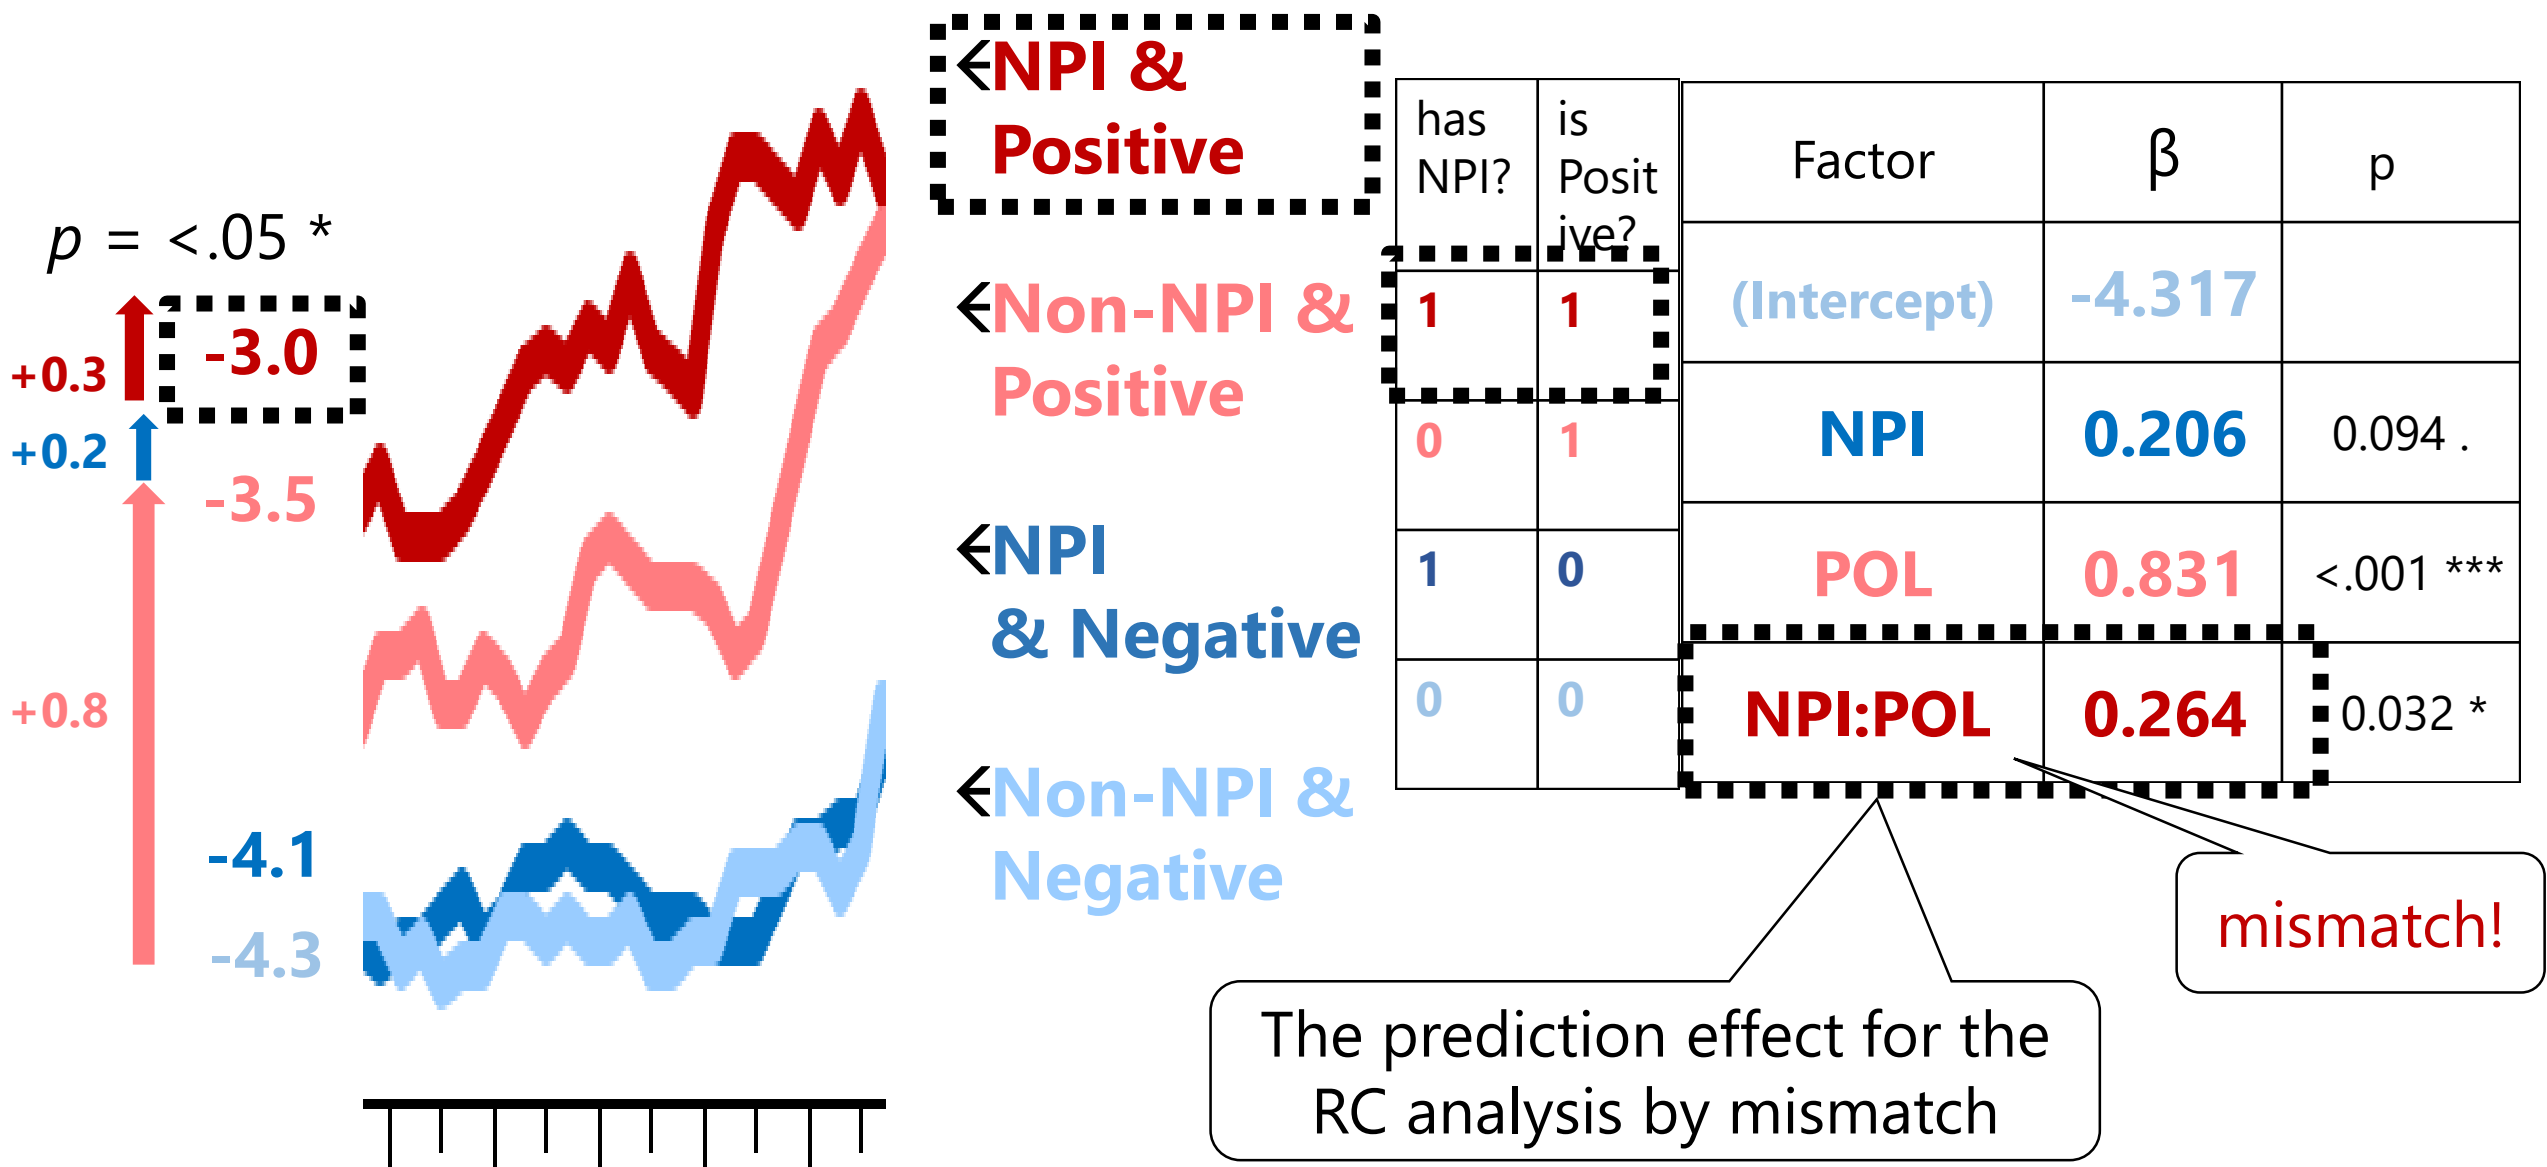 p = <.05 *
+0.3
-3.0
+0.2
-3.5
+0.8
-4.1
-4.3
←NPI &
Positive
←Non-NPI &
Positive
←NPI
& Negative
←Non-NPI &
Negative
has
NPI?
is
Posit
ive?
1 1
0 1
1 0
0 0
Factor β p
(Intercept) -4.317
NPI 0.206 0.094 .
POL 0.831 <.001 ***
NPI:POL 0.264 0.032 *
mismatch!
The prediction effect for the
RC analysis by mismatch